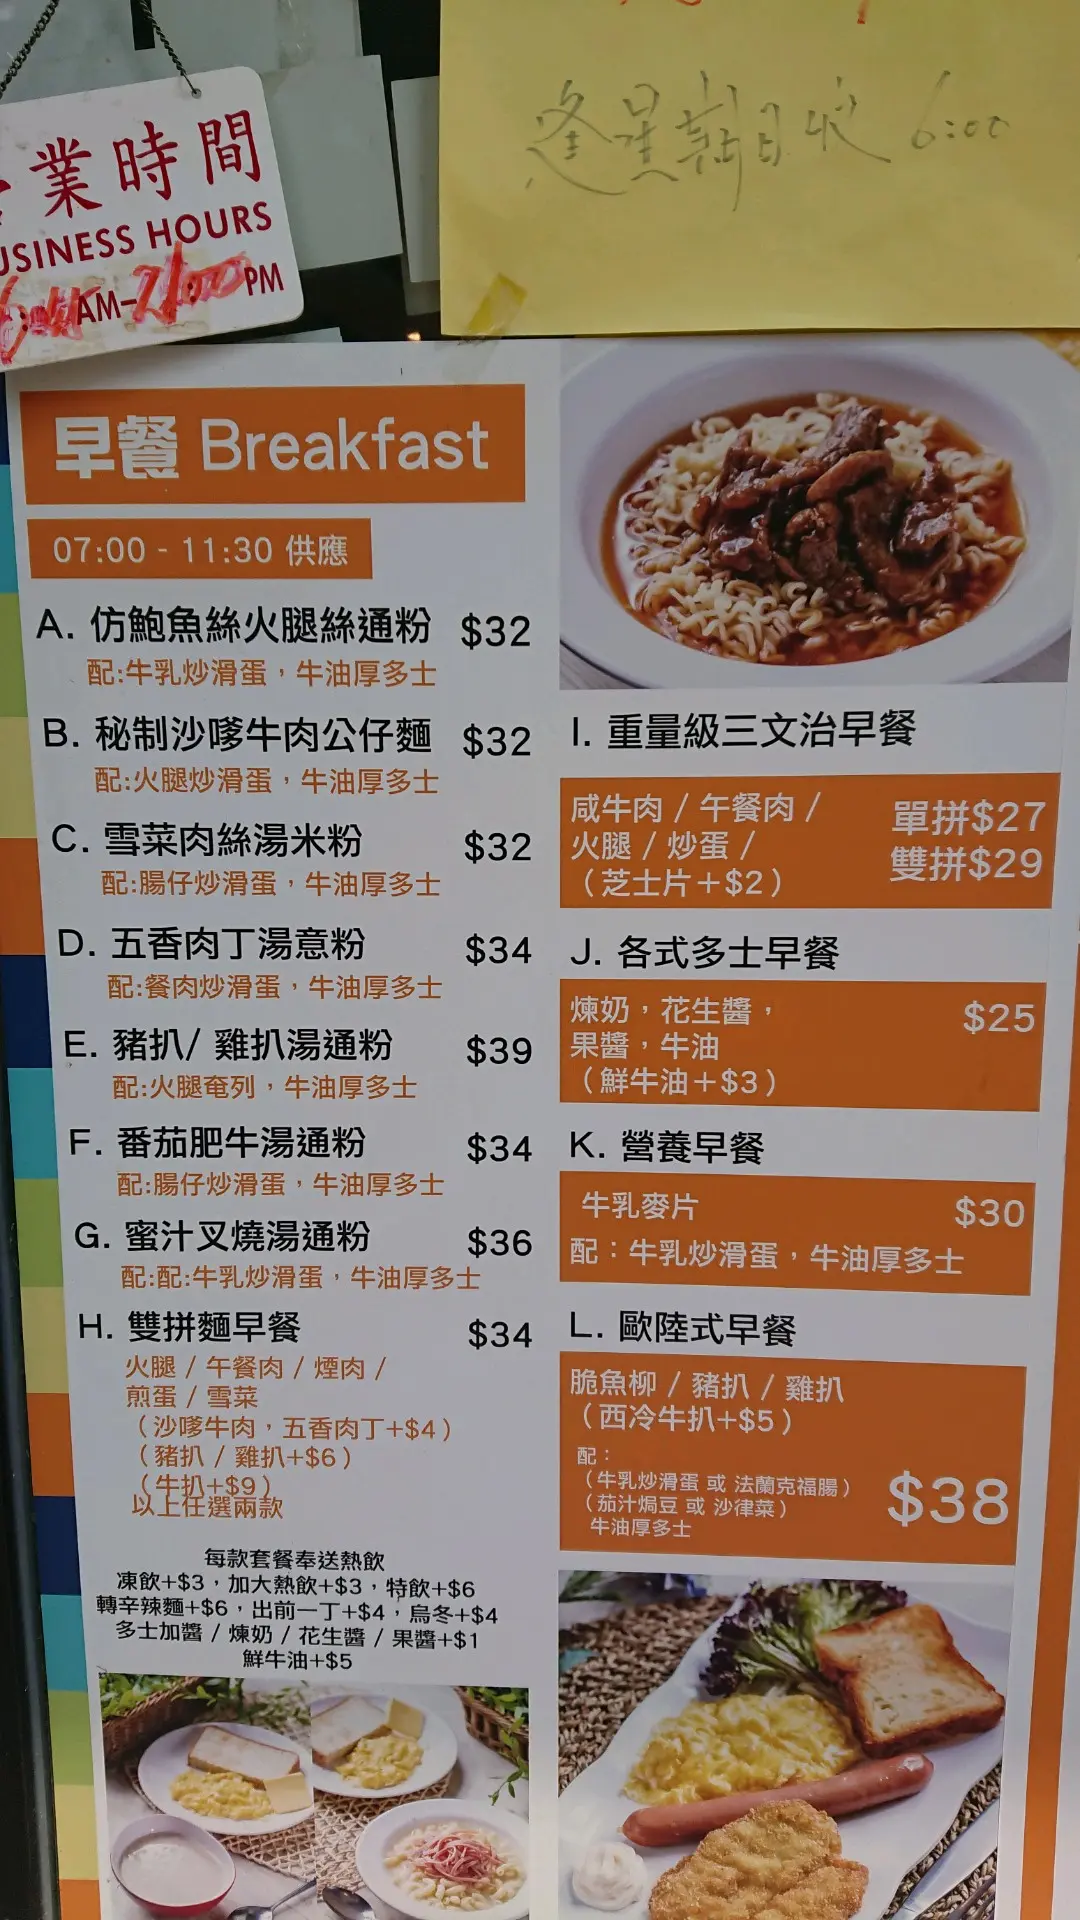 業時間
USINESS HOURS
AM- PM
逢星期日收 6:00
早餐 Breakfast
07:00 - 11:30 供應
A. 仿鮑魚絲火腿絲通粉 $32
配:牛乳炒滑蛋，牛油厚多士
B. 秘制沙嗲牛肉公仔麵 $32
配:火腿炒滑蛋，牛油厚多士
C. 雪菜肉絲湯米粉 $32
配:腸仔炒滑蛋，牛油厚多士
D. 五香肉丁湯意粉 $34
配:餐肉炒滑蛋，牛油厚多士
E. 豬扒/ 雞扒湯通粉 $39
配:火腿奄列，牛油厚多士
F. 番茄肥牛湯通粉 $34
配:腸仔炒滑蛋，牛油厚多士
G. 蜜汁叉燒湯通粉 $36
配:配:牛乳炒滑蛋，牛油厚多士
H. 雙拼麵早餐 $34
火腿 / 午餐肉 / 煙肉 /
煎蛋 / 雪菜
（沙嗲牛肉，五香肉丁+$4）
（豬扒 / 雞扒+$6）
（牛扒+$9）
以上任選兩款
每款套餐奉送熱飲
凍飲+$3，加大熱飲+$3，特飲+$6
轉辛辣麵+$6，出前一丁+$4，烏冬+$4
多士加醬 / 煉奶 / 花生醬 / 果醬+$1
鮮牛油+$5
I. 重量級三文治早餐
咸牛肉 / 午餐肉 /
火腿 / 炒蛋 /
（芝士片＋$2）
單拼$27
雙拼$29
J. 各式多士早餐
煉奶，花生醬，
果醬，牛油
（鮮牛油＋$3）
$25
K. 營養早餐
牛乳麥片 $30
配：牛乳炒滑蛋，牛油厚多士
L. 歐陸式早餐
脆魚柳 / 豬扒 / 雞扒
（西冷牛扒+$5）
配：
（牛乳炒滑蛋 或 法蘭克福腸）
（茄汁焗豆 或 沙律菜）
牛油厚多士
$38